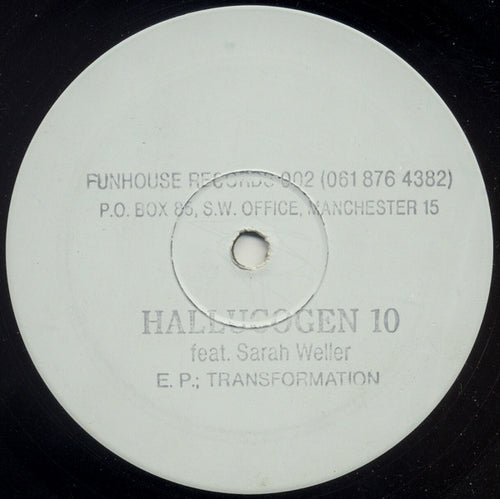 FUNHOUSE RECORDS 002 (061 876 4382)
P.O. BOX 85, S.W. OFFICE, MANCHESTER 15
HALLUCOGEN 10
feat. Sarah Weller
E. P.; TRANSFORMATION